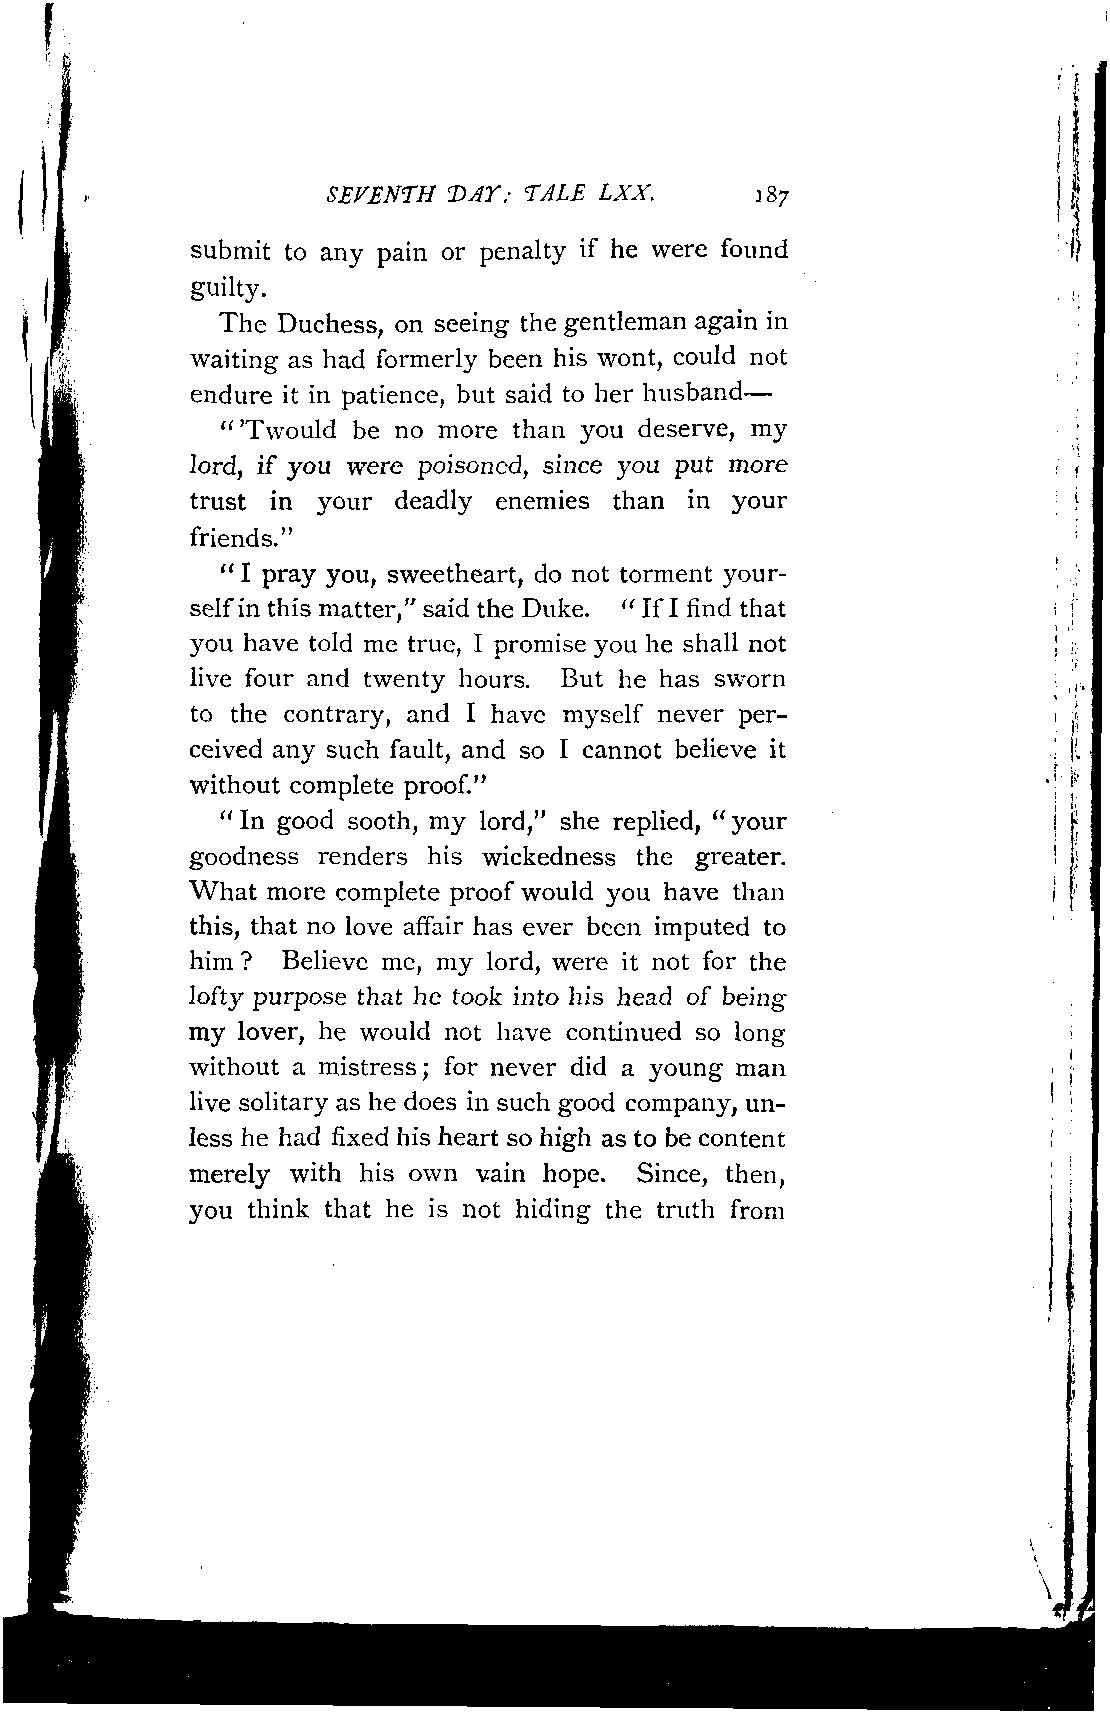 SEVENTH DAY: TALE LXX. 187
submit to any pain or penalty if he were found
guilty.
The Duchess, on seeing the gentleman again in
waiting as had formerly been his wont, could not
endure it in patience, but said to her husband—
"'Twould be no more than you deserve, my
lord, if you were poisoned, since you put more
trust in your deadly enemies than in your
friends."
"I pray you, sweetheart, do not torment your-
self in this matter," said the Duke. "If I find that
you have told me true, I promise you he shall not
live four and twenty hours. But he has sworn
to the contrary, and I have myself never per-
ceived any such fault, and so I cannot believe it
without complete proof."
"In good sooth, my lord," she replied, "your
goodness renders his wickedness the greater.
What more complete proof would you have than
this, that no love affair has ever been imputed to
him? Believe me, my lord, were it not for the
lofty purpose that he took into his head of being
my lover, he would not have continued so long
without a mistress; for never did a young man
live solitary as he does in such good company, un-
less he had fixed his heart so high as to be content
merely with his own vain hope. Since, then,
you think that he is not hiding the truth from